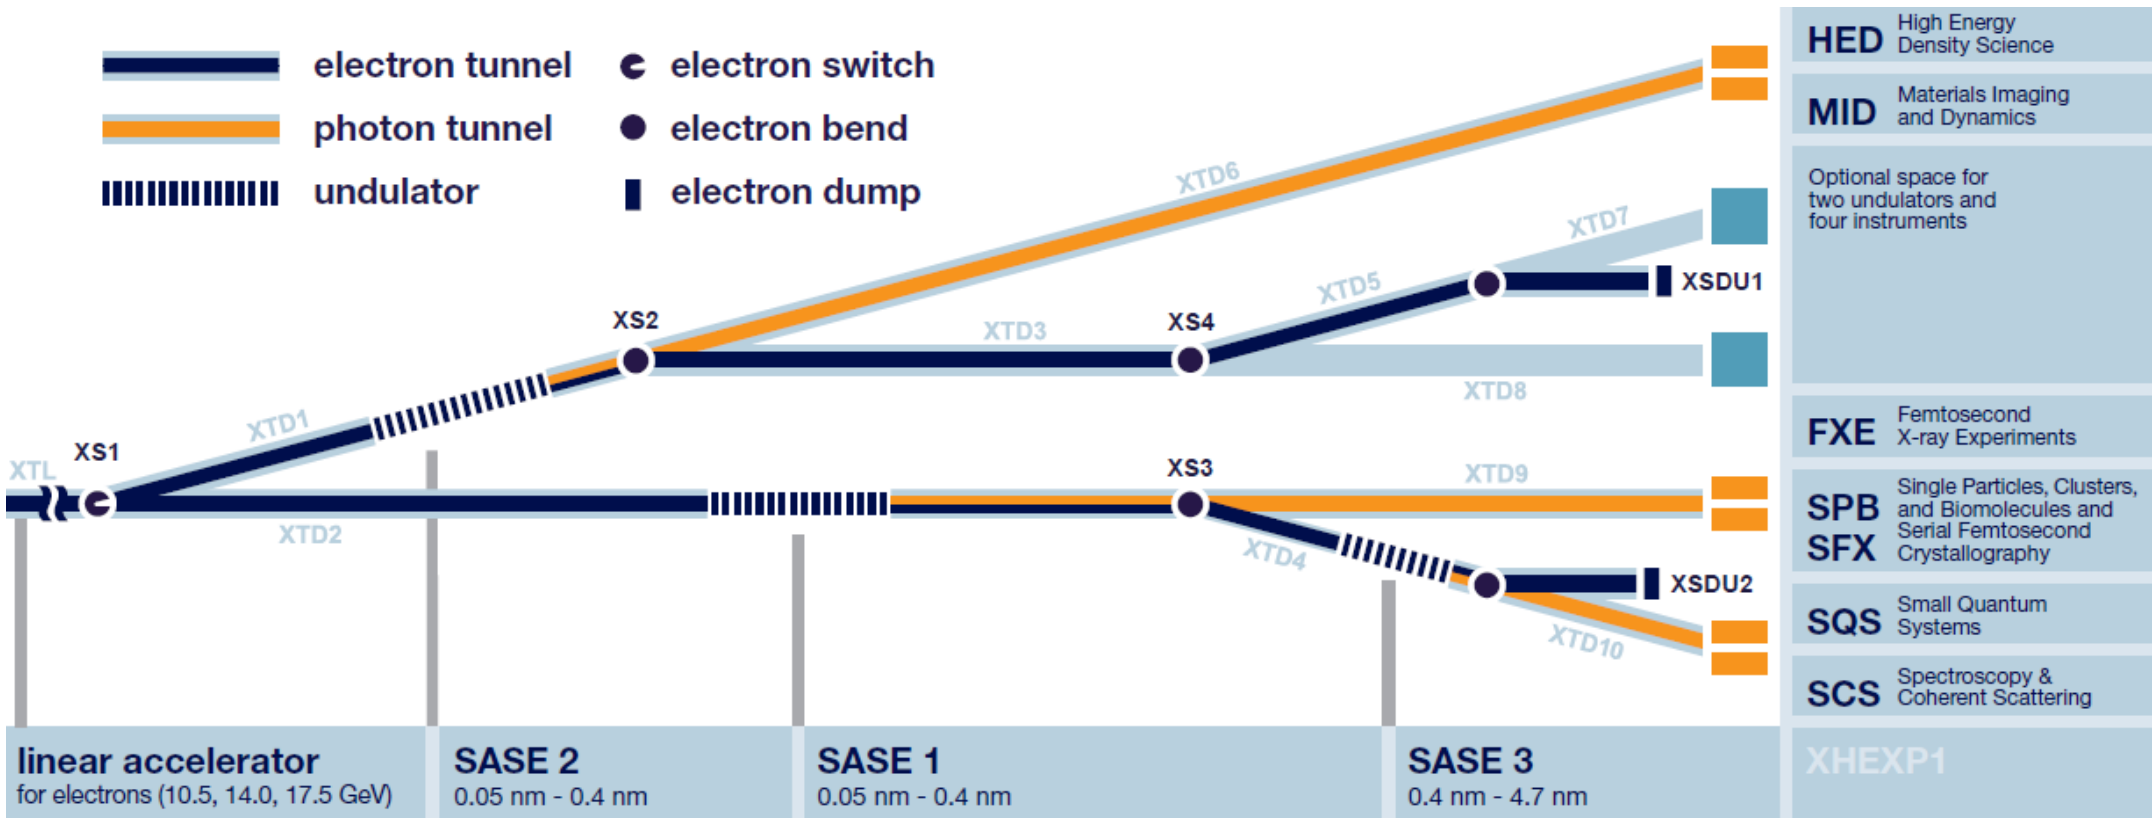 electron tunnel
electron switch
photon tunnel
electron bend
undulator
electron dump
XTD6
XTD7
XSDU1
XTD5
XS2
XTD3
XS4
XTD8
XTD1
XS1
XTL
XTD2
XS3
XTD9
XTD4
XSDU2
XTD10
HED High Energy
Density Science
MID Materials Imaging
and Dynamics
Optional space for
two undulators and
four instruments
FXE Femtosecond
X-ray Experiments
SPB Single Particles, Clusters,
and Biomolecules and
SFX Serial Femtosecond
Crystallography
SQS Small Quantum
Systems
SCS Spectroscopy &
Coherent Scattering
XHEXP1
linear accelerator
for electrons (10.5, 14.0, 17.5 GeV)
SASE 2
0.05 nm - 0.4 nm
SASE 1
0.05 nm - 0.4 nm
SASE 3
0.4 nm - 4.7 nm